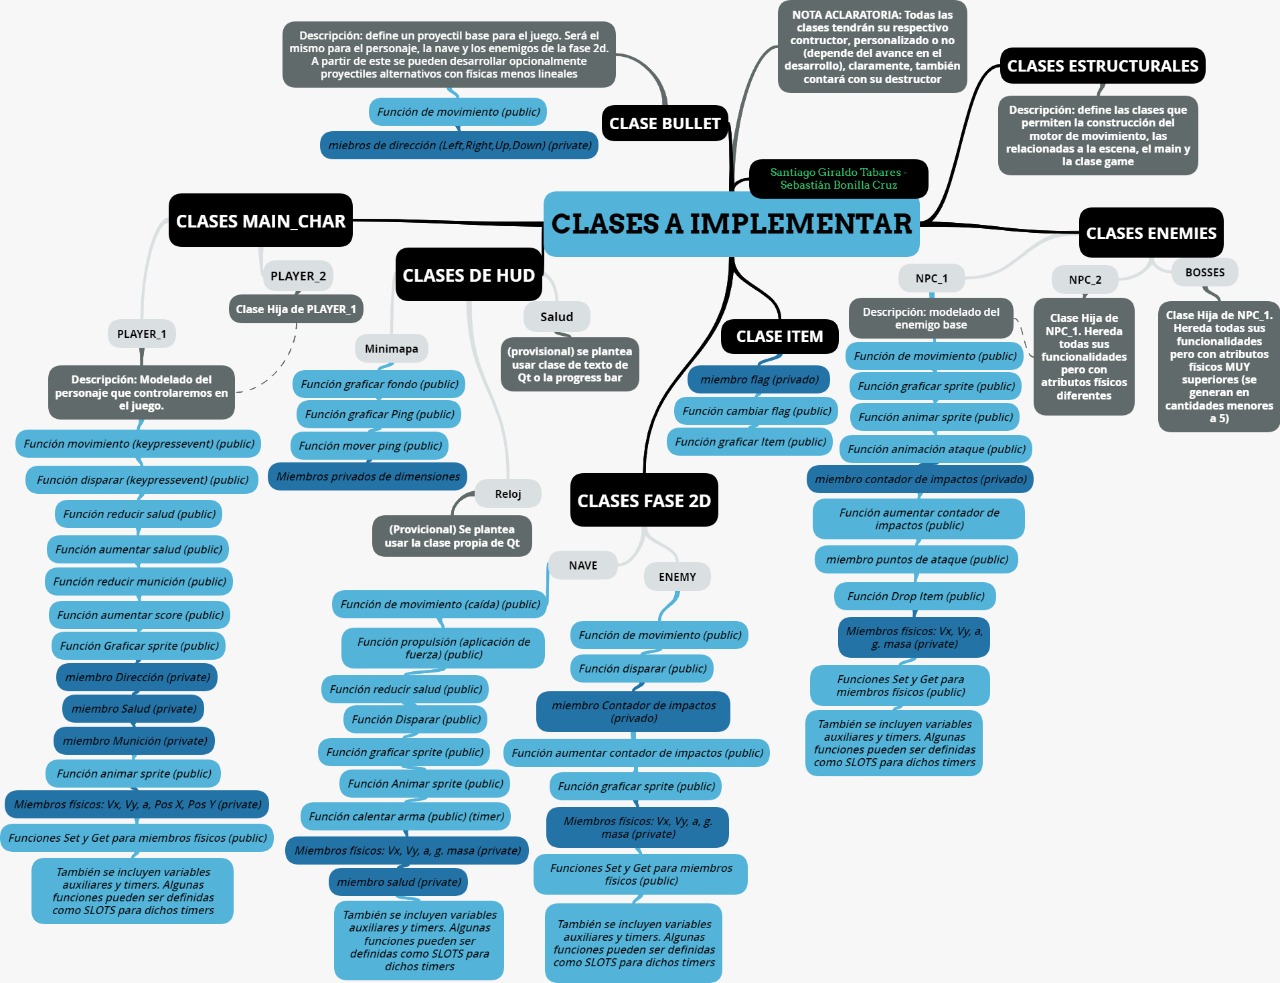 Descripción: define un proyectil base para el juego. Será el
mismo para el personaje, la nave y los enemigos de la fase 2d.
A partir de este se pueden desarrollar opcionalmente
proyectiles alternativos con físicas menos lineales
Función de movimiento (public)
miebros de dirección (Left,Right,Up,Down) (private)
CLASE BULLET
NOTA ACLARATORIA: Todas las
clases tendrán su respectivo
contructor, personalizado o no
(depende del avance en el
desarrollo), claramente, también
contará con su destructor
CLASES ESTRUCTURALES
Descripción: define las clases que
permiten la construcción del
motor de movimiento, las
relacionadas a la escena, el main y
la clase game
Santiago Giraldo Tabares -
Sebastián Bonilla Cruz
CLASES A IMPLEMENTAR
CLASES MAIN_CHAR
PLAYER_2
Clase Hija de PLAYER_1
PLAYER_1
Descripción: Modelado del
personaje que controlaremos en
el juego.
Función movimiento (keypressevent) (public)
Función disparar (keypressevent) (public)
Función reducir salud (public)
Función aumentar salud (public)
Función reducir munición (public)
Función aumentar score (public)
Función Graficar sprite (public)
miembro Dirección (private)
miembro Salud (private)
miembro Munición (private)
Función animar sprite (public)
Miembros físicos: Vx, Vy, a, Pos X, Pos Y (private)
Funciones Set y Get para miembros físicos (public)
También se incluyen variables
auxiliares y timers. Algunas
funciones pueden ser definidas
como SLOTS para dichos timers
CLASES DE HUD
Salud
(provisional) se plantea
usar clase de texto de
Qt o la progress bar
Minimapa
Función graficar fondo (public)
Función graficar Ping (public)
Función mover ping (public)
Miembros privados de dimensiones
Reloj
(Provicional) Se plantea
usar la clase propia de Qt
CLASE ITEM
miembro flag (privado)
Función cambiar flag (public)
Función graficar Item (public)
CLASES FASE 2D
NAVE
Función de movimiento (caída) (public)
Función propulsión (aplicación de
fuerza) (public)
Función reducir salud (public)
Función Disparar (public)
Función graficar sprite (public)
Función Animar sprite (public)
Función calentar arma (public) (timer)
Miembros físicos: Vx, Vy, a, g. masa (private)
miembro salud (private)
También se incluyen variables
auxiliares y timers. Algunas
funciones pueden ser
definidas como SLOTS para
dichos timers
ENEMY
Función de movimiento (public)
Función disparar (public)
miembro Contador de impactos
(privado)
Función aumentar contador de impactos (public)
Función graficar sprite (public)
Miembros físicos: Vx, Vy, a, g.
masa (private)
Funciones Set y Get para miembros
físicos (public)
También se incluyen variables
auxiliares y timers. Algunas
funciones pueden ser definidas
como SLOTS para dichos timers
CLASES ENEMIES
NPC_1
Descripción: modelado del
enemigo base
Función de movimiento (public)
Función graficar sprite (public)
Función animar sprite (public)
Función animación ataque (public)
miembro contador de impactos (privado)
Función aumentar contador de
impactos (public)
miembro puntos de ataque (public)
Función Drop Item (public)
Miembros físicos: Vx, Vy, a,
g. masa (private)
Funciones Set y Get para
miembros físicos (public)
También se incluyen variables
auxiliares y timers. Algunas
funciones pueden ser definidas
como SLOTS para dichos timers
NPC_2
Clase Hija de
NPC_1. Hereda
todas sus
funcionalidades
pero con
atributos físicos
diferentes
BOSSES
Clase Hija de NPC_1.
Hereda todas sus
funcionalidades
pero con atributos
físicos MUY
superiores (se
generan en
cantidades menores
a 5)